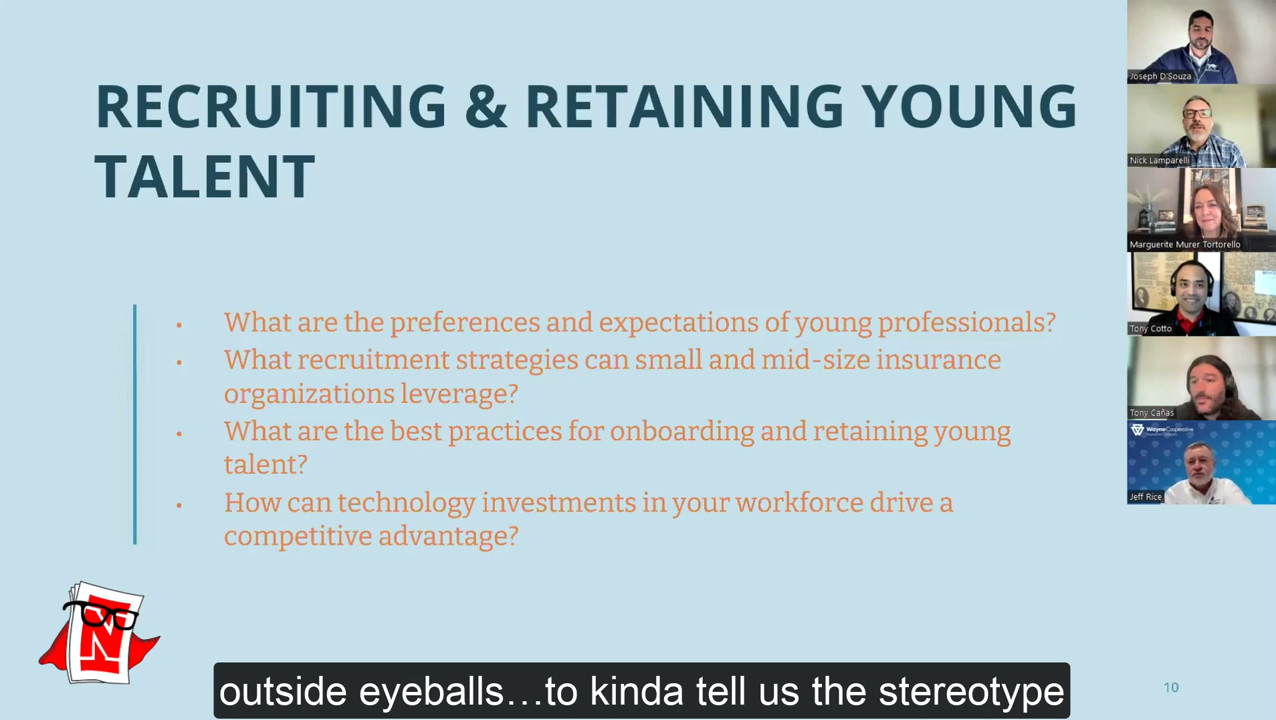 RECRUITING & RETAINING YOUNG
TALENT
• What are the preferences and expectations of young professionals?
• What recruitment strategies can small and mid-size insurance
organizations leverage?
• What are the best practices for onboarding and retaining young
talent?
• How can technology investments in your workforce drive a
competitive advantage?
N
outside eyeballs…to kinda tell us the stereotype
10
Joseph D'Souza
Nick Lamparelli
Marguerite Murer Tortorello
Tony Cotto
Tony Cañas
WayneCooperative
Jeff Rice